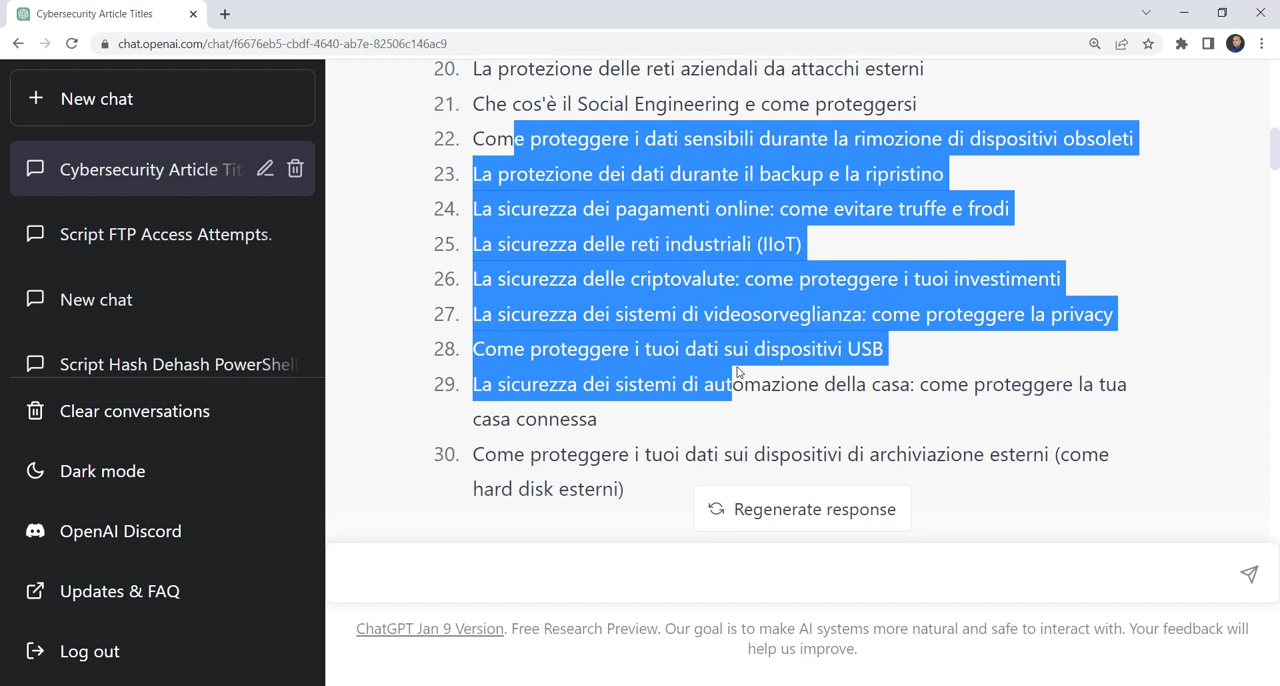 Cybersecurity Article Titles
chat.openai.com/chat/f6676eb5-cbdf-4640-ab7e-82506c146ac9
New chat
Cybersecurity Article Tit
Script FTP Access Attempts.
New chat
Script Hash Dehash PowerShell
Clear conversations
Dark mode
OpenAI Discord
Updates & FAQ
Log out
20. La protezione delle reti aziendali da attacchi esterni
21. Che cos'è il Social Engineering e come proteggersi
22. Come proteggere i dati sensibili durante la rimozione di dispositivi obsoleti
23. La protezione dei dati durante il backup e la ripristino
24. La sicurezza dei pagamenti online: come evitare truffe e frodi
25. La sicurezza delle reti industriali (IIoT)
26. La sicurezza delle criptovalute: come proteggere i tuoi investimenti
27. La sicurezza dei sistemi di videosorveglianza: come proteggere la privacy
28. Come proteggere i tuoi dati sui dispositivi USB
29. La sicurezza dei sistemi di automazione della casa: come proteggere la tua
casa connessa
30. Come proteggere i tuoi dati sui dispositivi di archiviazione esterni (come
hard disk esterni)
Regenerate response
ChatGPT Jan 9 Version. Free Research Preview. Our goal is to make AI systems more natural and safe to interact with. Your feedback will
help us improve.